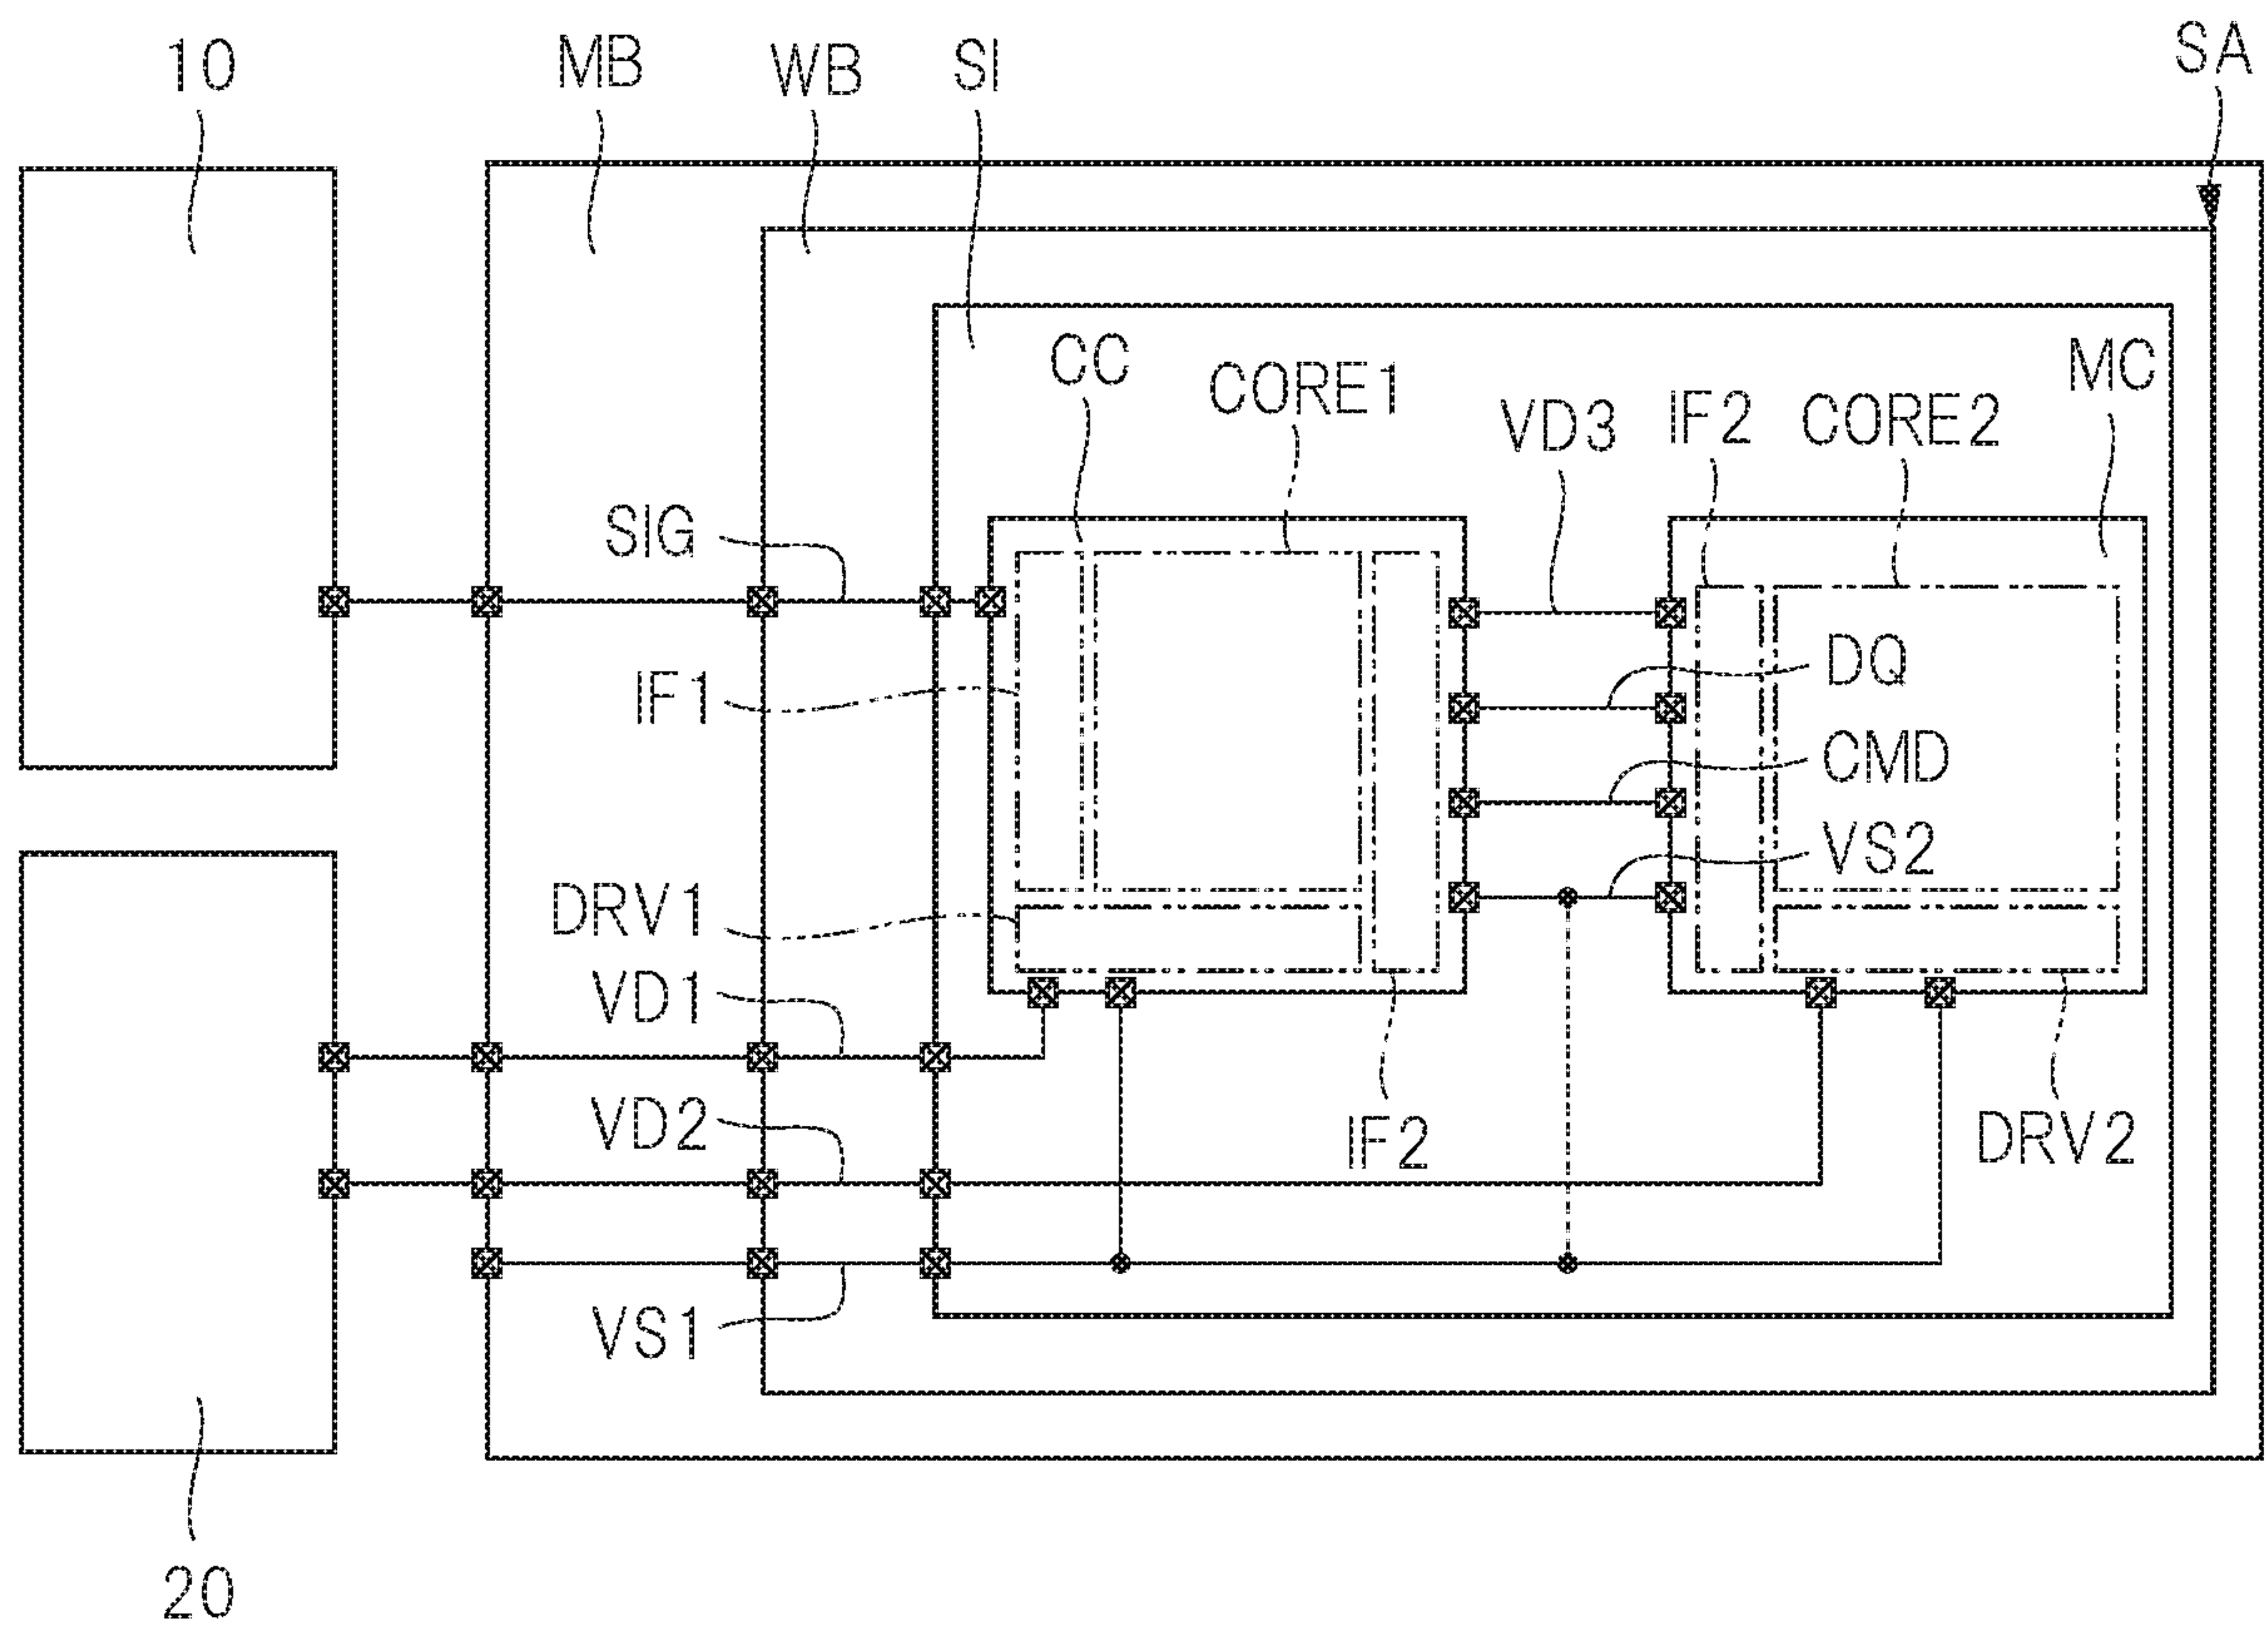 10
MB
WB
SI
SA
CC
CORE1
VD3
IF2
CORE2
MC
SIG
IF1
DQ
CMD
VS2
DRV1
VD1
VD2
IF2
DRV2
VS1
20